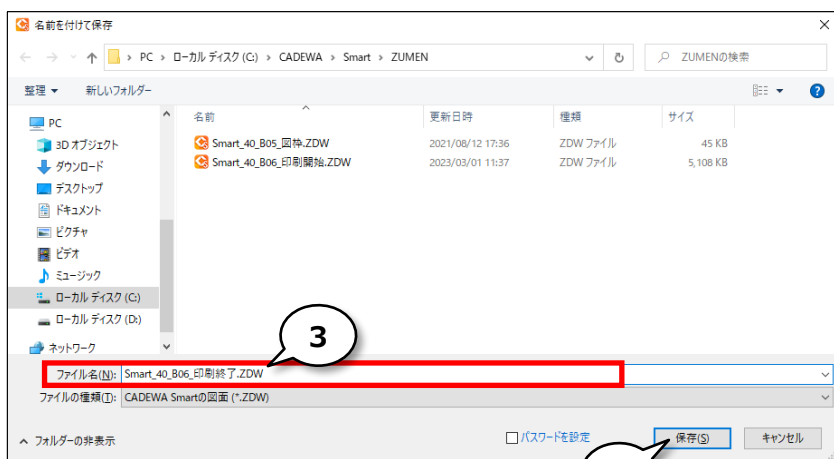 名前を付けて保存
PC › ローカル ディスク (C:) › CADEWA › Smart › ZUMEN
ZUMENの検索
整理 新しいフォルダー
名前 更新日時 種類 サイズ
Smart_40_B05_図枠.ZDW 2021/08/12 17:36 ZDW ファイル 45 KB
Smart_40_B06_印刷開始.ZDW 2023/03/01 11:37 ZDW ファイル 5,108 KB
PC
3D オブジェクト
ダウンロード
デスクトップ
ドキュメント
ピクチャ
ビデオ
ミュージック
ローカル ディスク (C:)
ローカル ディスク (D:)
ネットワーク
3
ファイル名(N): Smart_40_B06_印刷終了.ZDW
ファイルの種類(T): CADEWA Smartの図面 (*.ZDW)
フォルダーの非表示
パスワードを設定
保存(S)
キャンセル